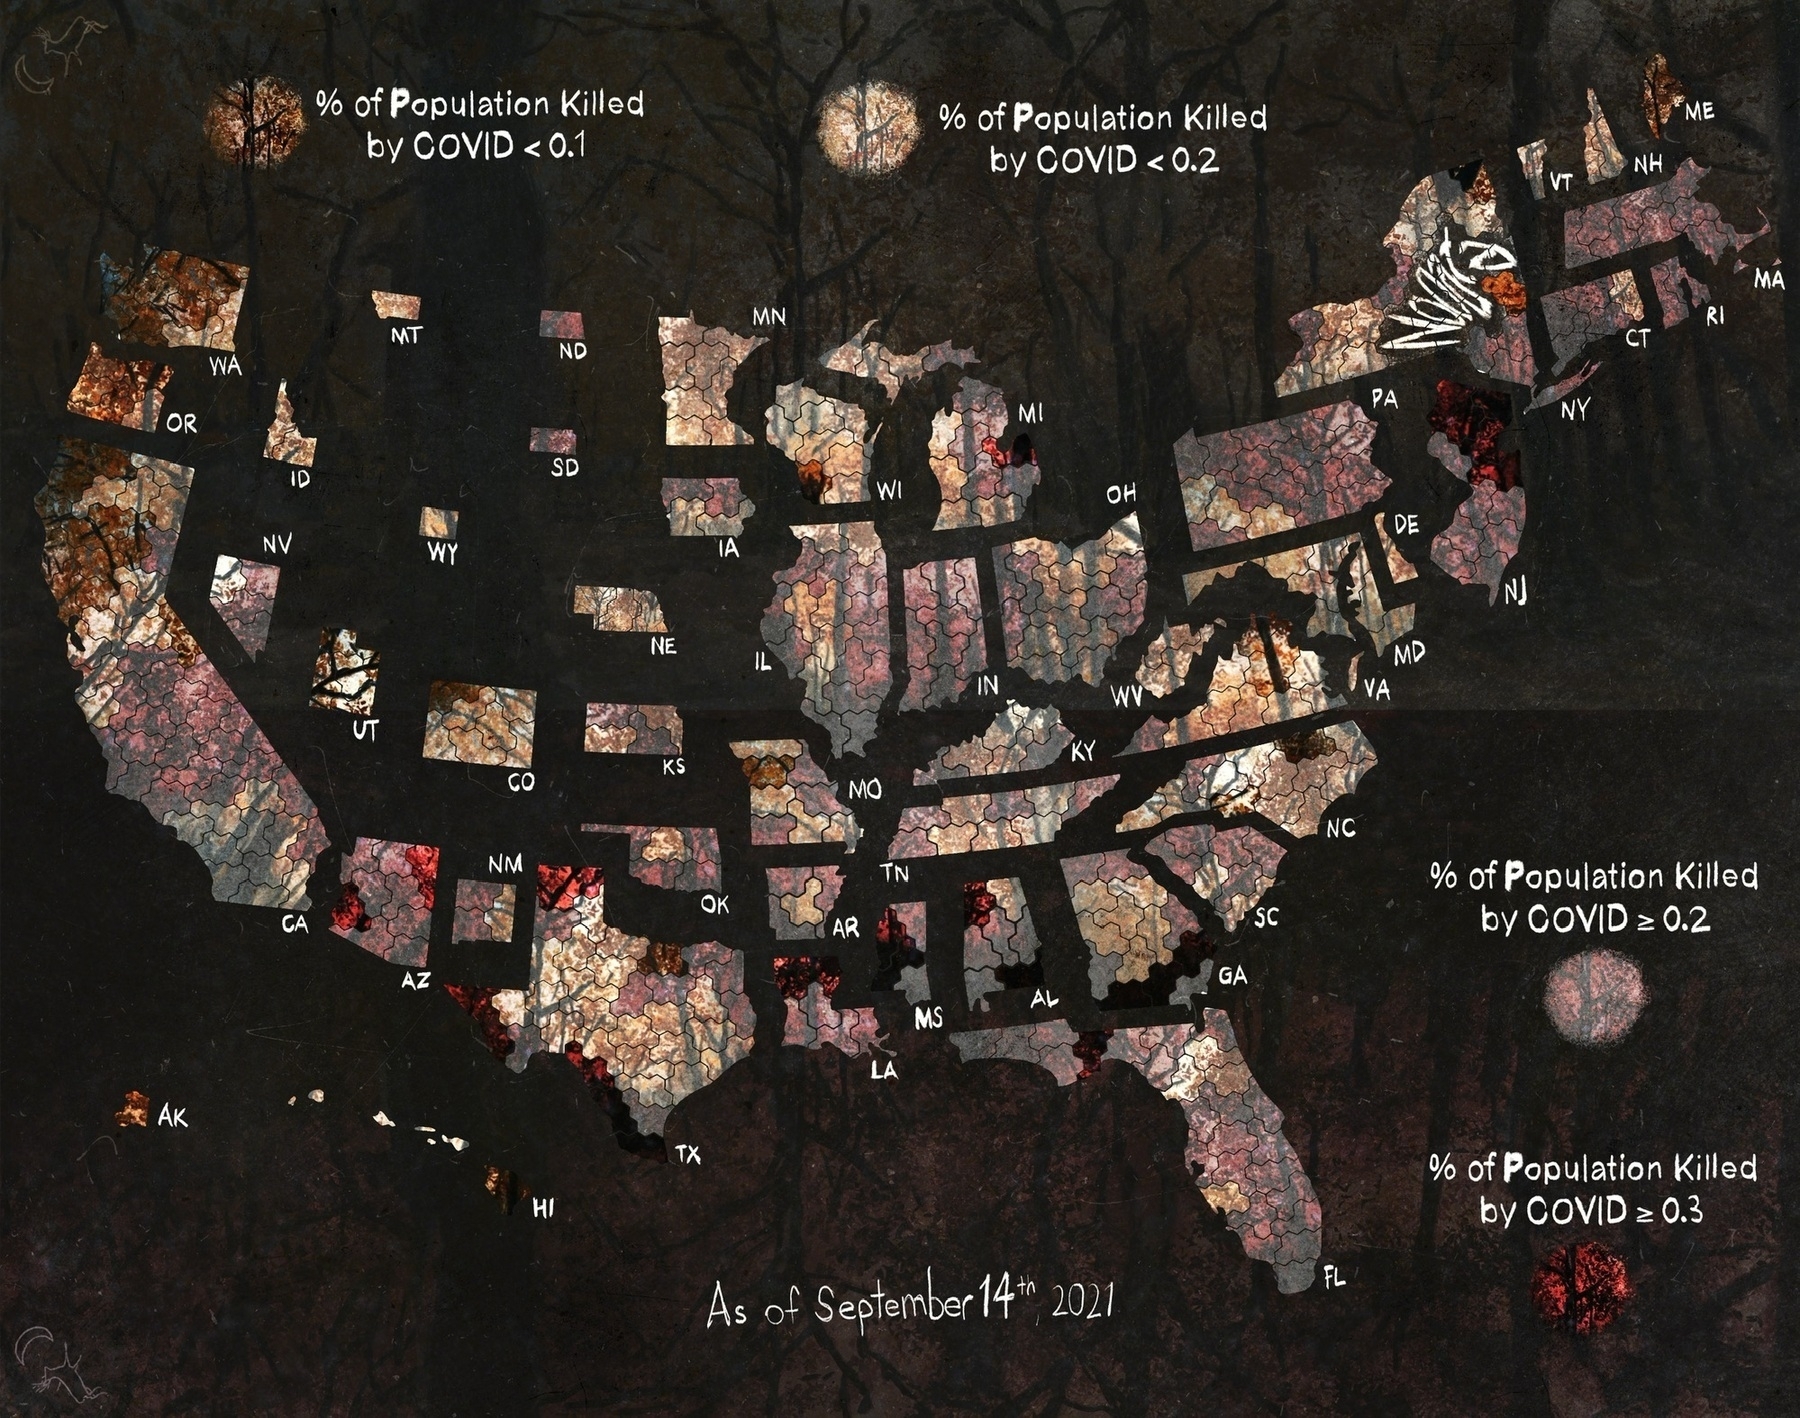 % of Population Killed
by COVID < 0.1
% of Population Killed
by COVID < 0.2
ME
NH
VT
MA
RI
CT
NY
PA
WA
MT
ND
MN
OR
MI
ID
SD
WI
OH
DE
NV
WY
IA
NJ
NE
IL
IN
MD
WV
VA
UT
CO
KS
KY
MO
NC
NM
TN
OK
AR
SC
CA
AZ
AL
GA
MS
LA
% of Population Killed
by COVID ≥ 0.2
AK
TX
HI
FL
% of Population Killed
by COVID ≥ 0.3
As of September 14th, 2021